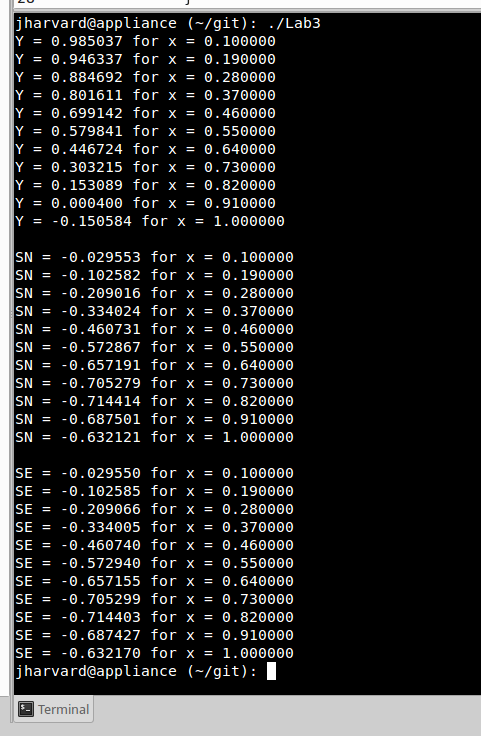 jharvard@appliance (~/git): ./Lab3
Y = 0.985037 for x = 0.100000
Y = 0.946337 for x = 0.190000
Y = 0.884692 for x = 0.280000
Y = 0.801611 for x = 0.370000
Y = 0.699142 for x = 0.460000
Y = 0.579841 for x = 0.550000
Y = 0.446724 for x = 0.640000
Y = 0.303215 for x = 0.730000
Y = 0.153089 for x = 0.820000
Y = 0.000400 for x = 0.910000
Y = -0.150584 for x = 1.000000

SN = -0.029553 for x = 0.100000
SN = -0.102582 for x = 0.190000
SN = -0.209016 for x = 0.280000
SN = -0.334024 for x = 0.370000
SN = -0.460731 for x = 0.460000
SN = -0.572867 for x = 0.550000
SN = -0.657191 for x = 0.640000
SN = -0.705279 for x = 0.730000
SN = -0.714414 for x = 0.820000
SN = -0.687501 for x = 0.910000
SN = -0.632121 for x = 1.000000

SE = -0.029550 for x = 0.100000
SE = -0.102585 for x = 0.190000
SE = -0.209066 for x = 0.280000
SE = -0.334005 for x = 0.370000
SE = -0.460740 for x = 0.460000
SE = -0.572940 for x = 0.550000
SE = -0.657155 for x = 0.640000
SE = -0.705299 for x = 0.730000
SE = -0.714403 for x = 0.820000
SE = -0.687427 for x = 0.910000
SE = -0.632170 for x = 1.000000
jharvard@appliance (~/git):
Terminal